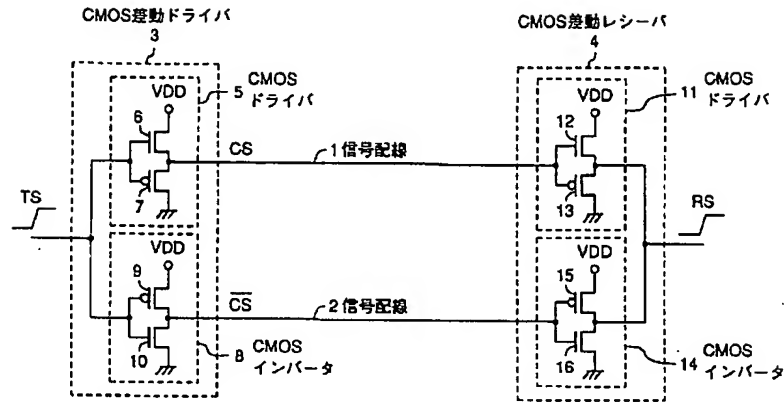 CMOS差動ドライバ
3
CMOS差動レシーバ
4
5 CMOS
ドライバ
VDD
6
7
CS
1信号配線
11 CMOS
ドライバ
VDD
12
13
TS
RS
VDD
9
10
CS
2信号配線
8 CMOS
インバータ
VDD
15
16
14 CMOS
インバータ